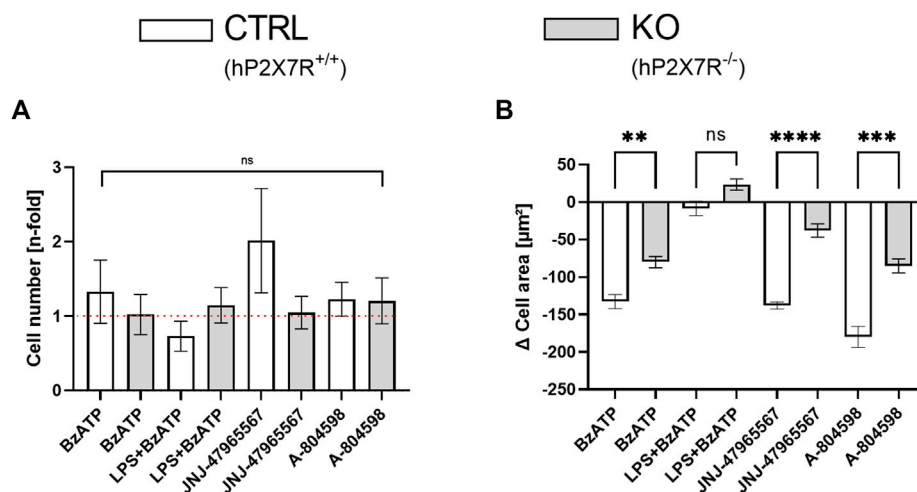 CTRL
(hP2X7R+/+)
KO
(hP2X7R-/-)
A
ns
Cell number [n-fold]
3
2
1
0
BzATP
BzATP
LPS+BzATP
LPS+BzATP
JNJ-47965567
JNJ-47965567
A-804598
A-804598
B
**
ns
****
***
Δ Cell area [µm²]
50
0
-50
-100
-150
-200
-250
BzATP
BzATP
LPS+BzATP
LPS+BzATP
JNJ-47965567
JNJ-47965567
A-804598
A-804598